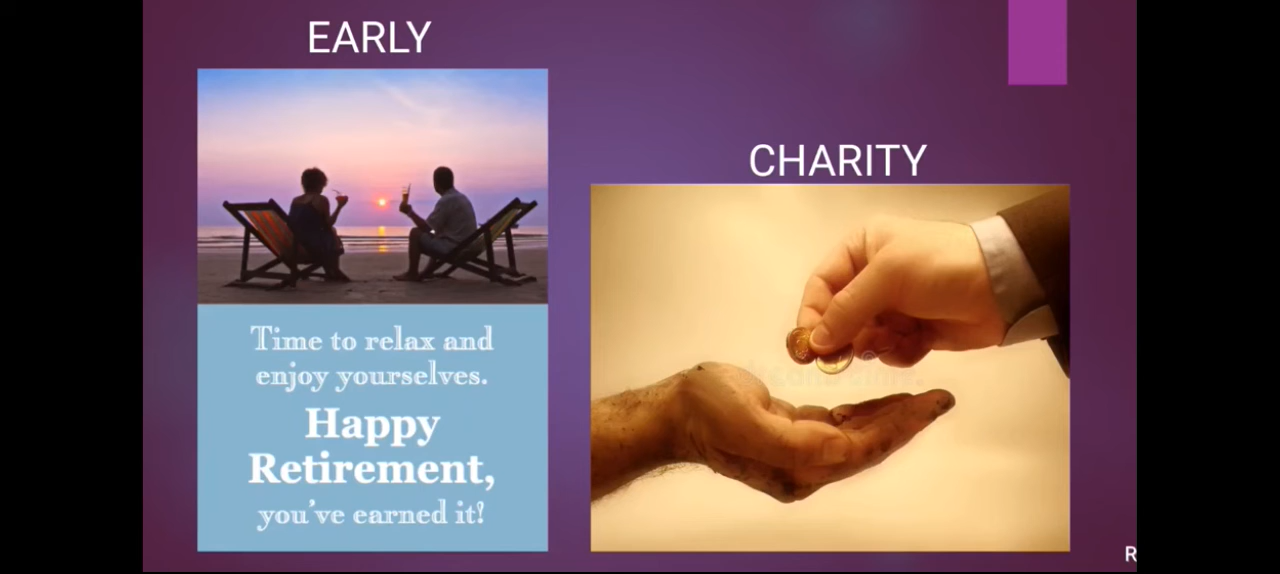 EARLY
CHARITY
Time to relax and
enjoy yourselves.
Happy
Retirement,
you've earned it!
R